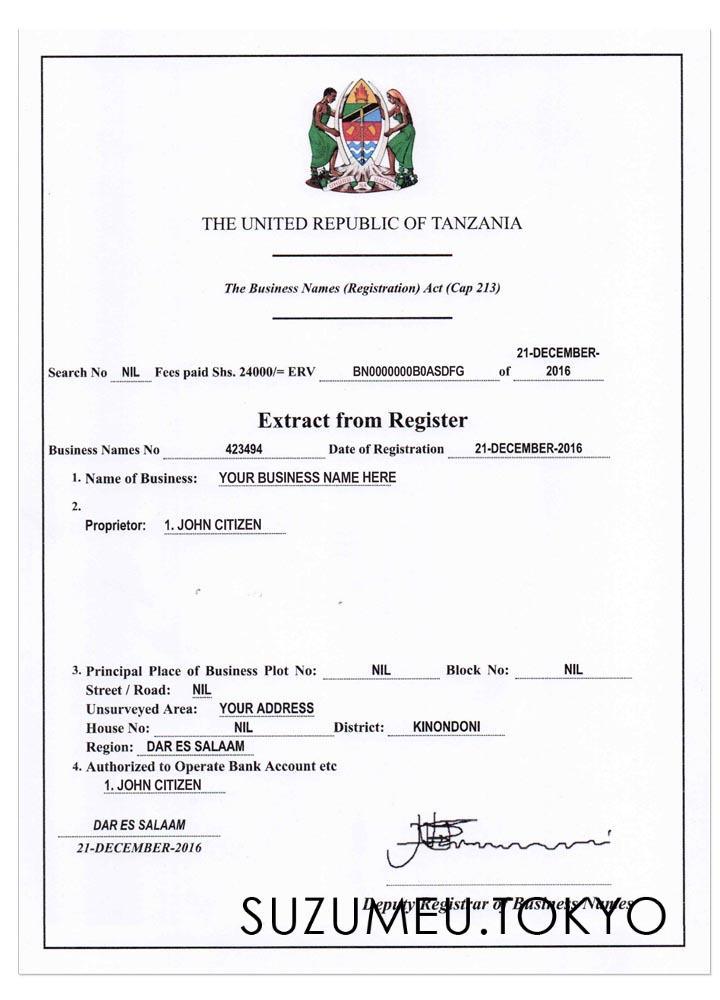 THE UNITED REPUBLIC OF TANZANIA
The Business Names (Registration) Act (Cap 213)
21-DECEMBER-
Search No NIL Fees paid Shs. 24000/= ERV BN0000000B0ASDFG of 2016
Extract from Register
Business Names No 423494 Date of Registration 21-DECEMBER-2016
1. Name of Business: YOUR BUSINESS NAME HERE
2.
Proprietor: 1. JOHN CITIZEN
3. Principal Place of Business Plot No: NIL Block No: NIL
Street / Road: NIL
Unsurveyed Area: YOUR ADDRESS
House No: NIL District: KINONDONI
Region: DAR ES SALAAM
4. Authorized to Operate Bank Account etc
1. JOHN CITIZEN
DAR ES SALAAM
21-DECEMBER-2016
Deputy Registrar of Business Names
SUZUMEU.TOKYO